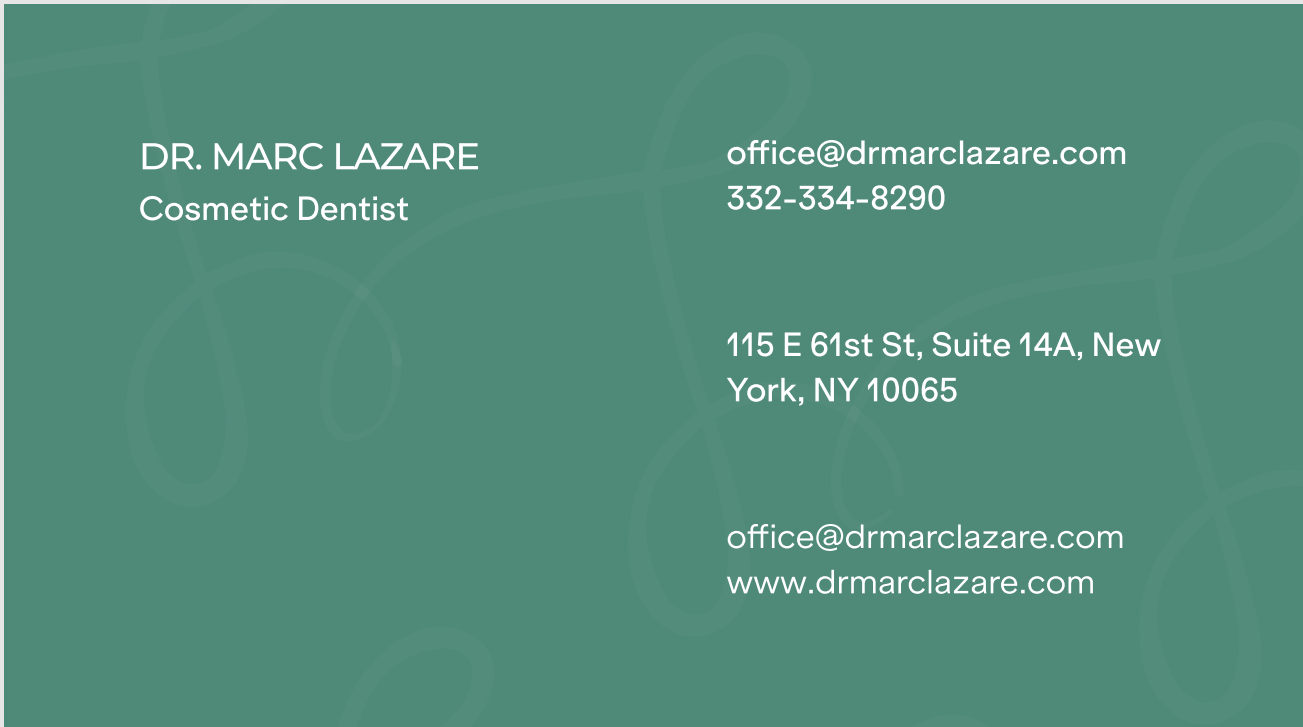 DR. MARC LAZARE
Cosmetic Dentist
office@drmarclazare.com
332-334-8290
115 E 61st St, Suite 14A, New
York, NY 10065
office@drmarclazare.com
www.drmarclazare.com